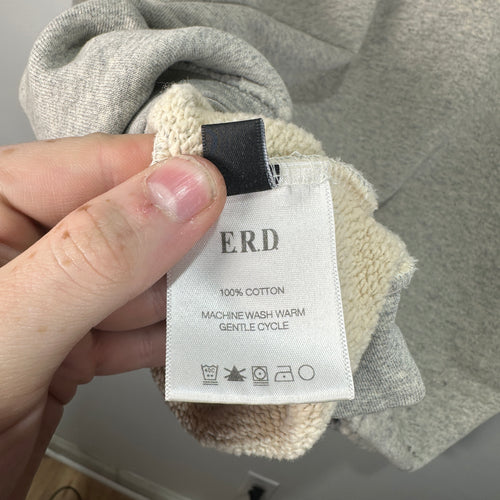 E.R.D.
100% COTTON
MACHINE WASH WARM
GENTLE CYCLE